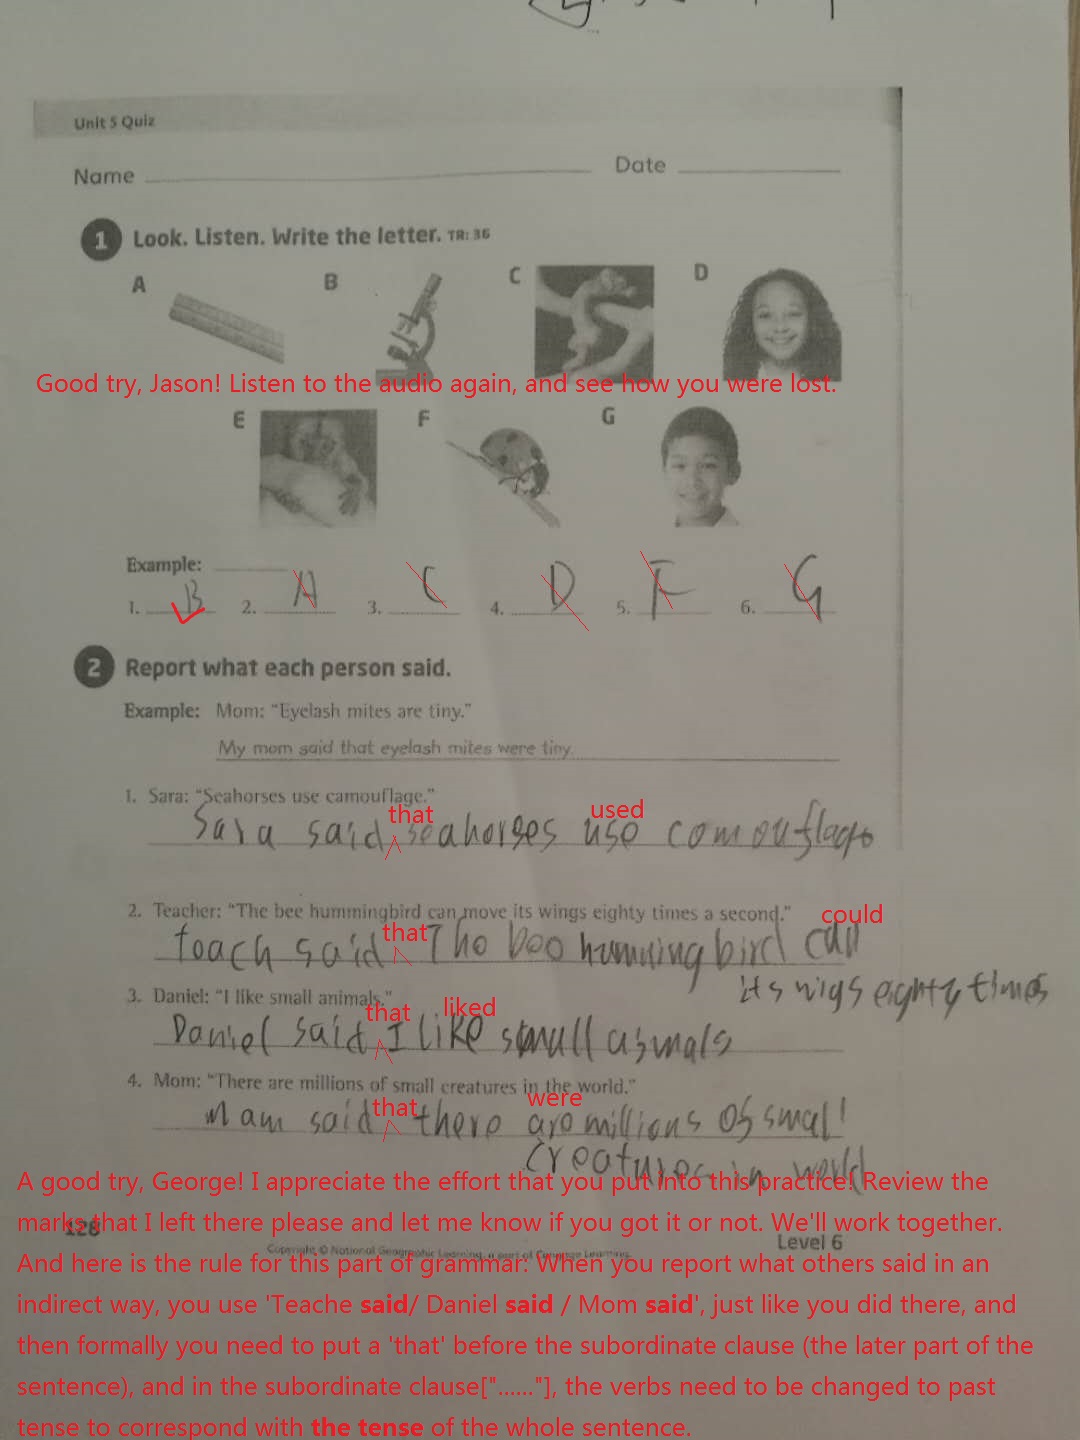 Unit 5 Quiz
Name Date
1 Look. Listen. Write the letter. TR: 36
A B C D
Good try, Jason! Listen to the audio again, and see how you were lost.
E F G
Example:
1. B 2. A 3. C 4. D 5. F 6. G
2 Report what each person said.
Example: Mom: “Eyelash mites are tiny.”
My mom said that eyelash mites were tiny.
1. Sara: “Seahorses use camouflage.”
that used
Sara said seahorses use comouflage
2. Teacher: “The bee hummingbird can move its wings eighty times a second.”
that could
teach said The bee humming bird can
its wigs eighty times
3. Daniel: “I like small animals.”
that liked
Daniel said I like small
4. Mom: “There are millions of small creatures in the world.”
that were
Mam said there are millions of small
creatures in world
A good try, George! I appreciate the effort that you put into this practice! Review the
marks that I left there please and let me know if you got it or not. We'll work together.
128
Copyright © National Geographic Learning, a part of Cengage Learning
Level 6
And here is the rule for this part of grammar: When you report what others said in an
indirect way, you use 'Teache said/ Daniel said / Mom said', just like you did there, and
then formally you need to put a 'that' before the subordinate clause (the later part of the
sentence), and in the subordinate clause["......"], the verbs need to be changed to past
tense to correspond with the tense of the whole sentence.